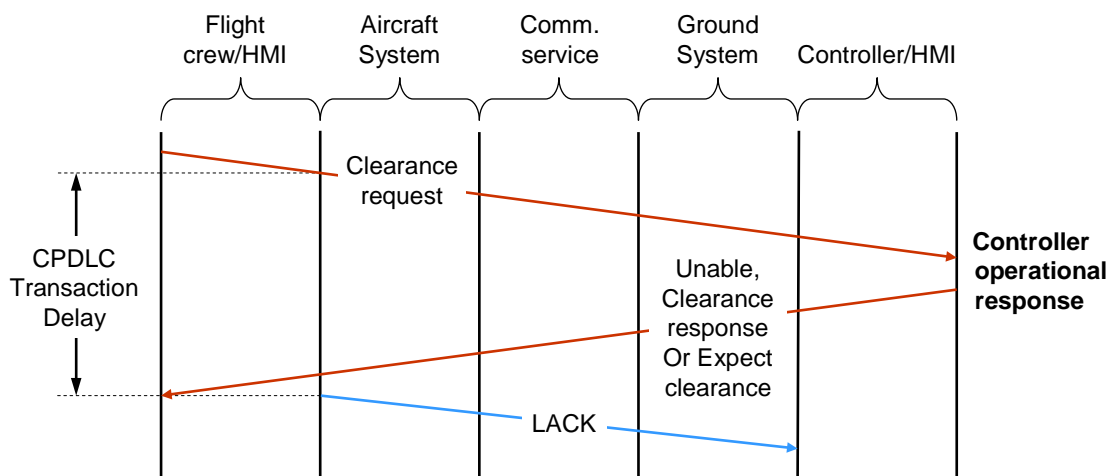 Flight
crew/HMI
Aircraft
System
Comm.
service
Ground
System
Controller/HMI
Clearance
request
CPDLC
Transaction
Delay
Unable,
Clearance
response
Or Expect
clearance
Controller
operational
response
LACK